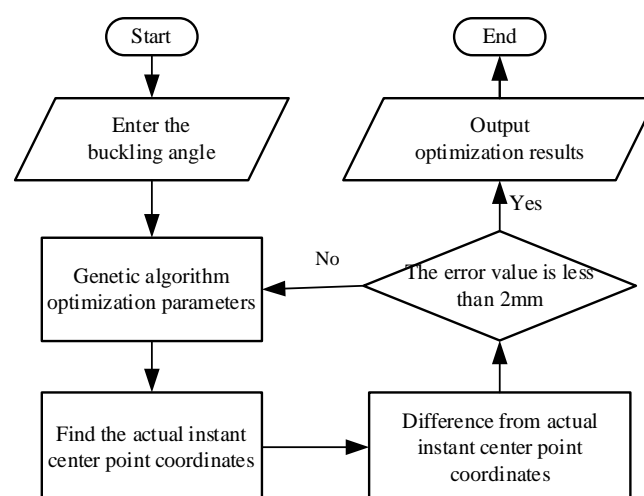 Start
Enter the
buckling angle
Genetic algorithm
optimization parameters
Find the actual instant
center point coordinates
Difference from actual
instant center point
coordinates
The error value is less
than 2mm
No
Yes
Output
optimization results
End